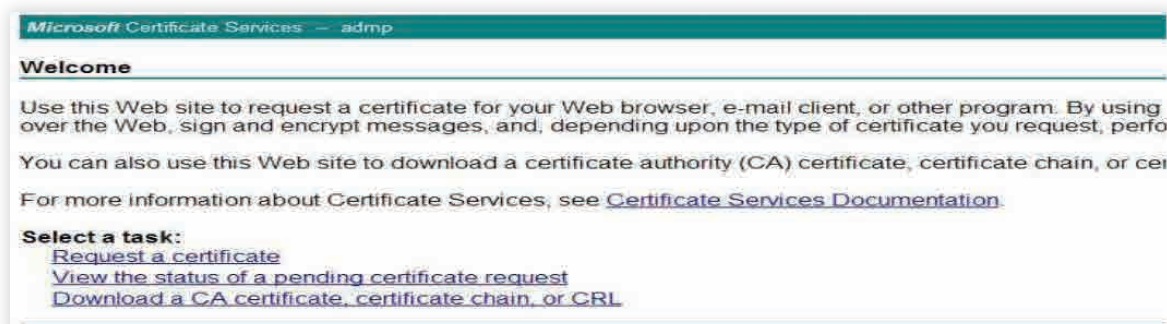 Microsoft Certificate Services -- admp
Welcome
Use this Web site to request a certificate for your Web browser, e-mail client, or other program. By using
over the Web, sign and encrypt messages, and, depending upon the type of certificate you request, perfo
You can also use this Web site to download a certificate authority (CA) certificate, certificate chain, or cer
For more information about Certificate Services, see Certificate Services Documentation.
Select a task:
Request a certificate
View the status of a pending certificate request
Download a CA certificate, certificate chain, or CRL